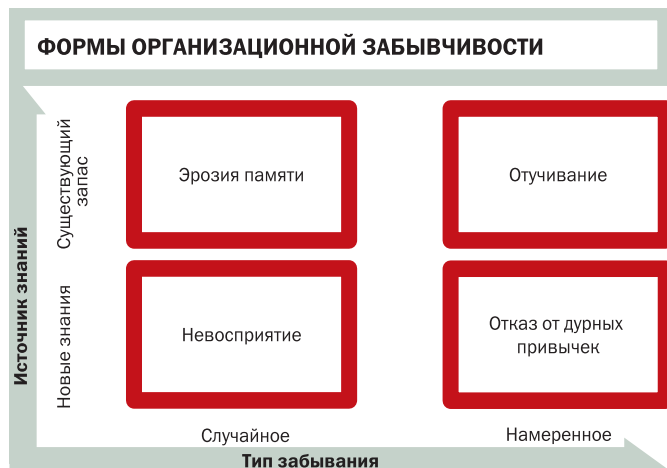 ФОРМЫ ОРГАНИЗАЦИОННОЙ ЗАБЫВЧИВОСТИ
Источник знаний
Существующий
запас
Эрозия памяти
Отучивание
Новые знания
Невосприятие
Отказ от дурных
привычек
Случайное
Намеренное
Тип забывания